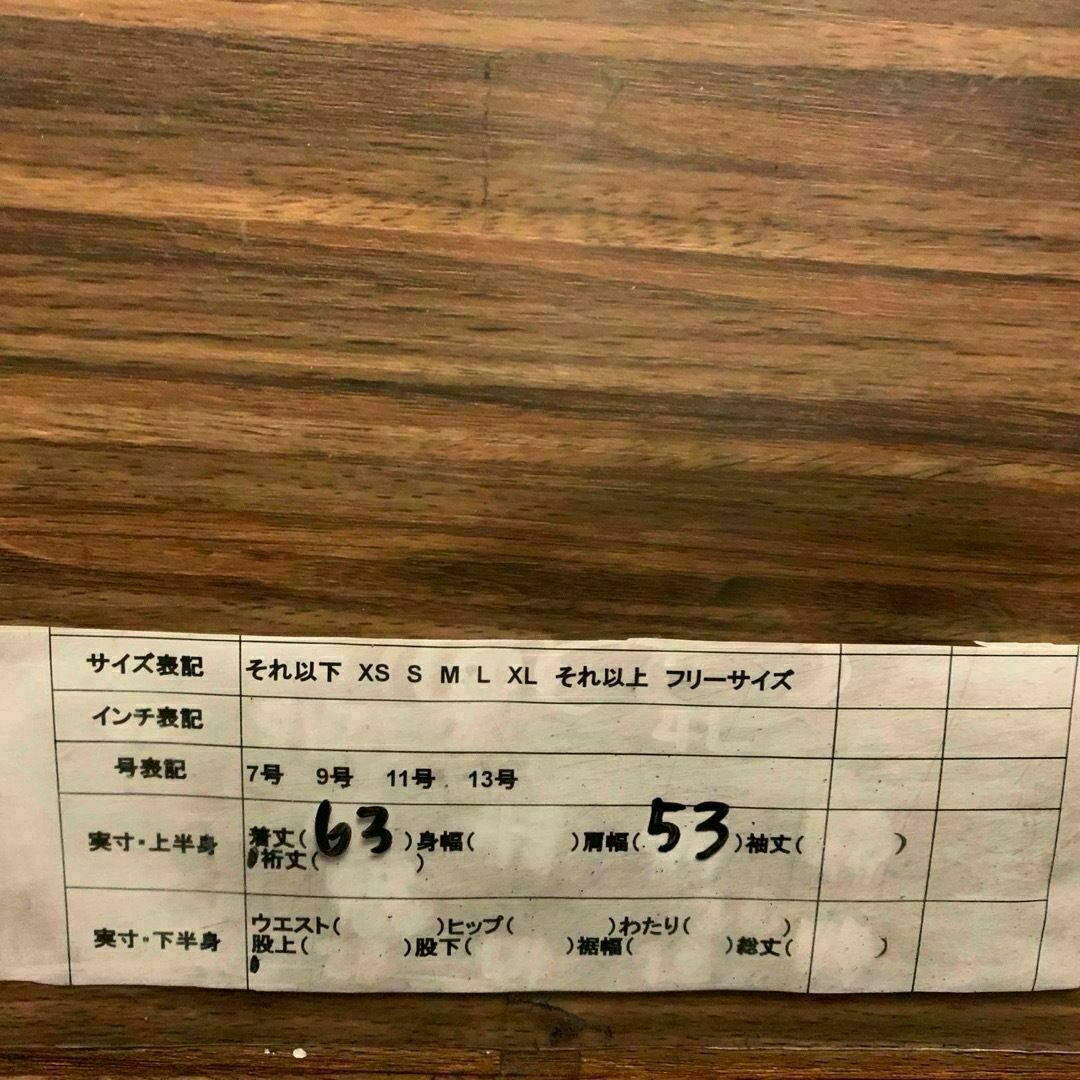 サイズ表記 それ以下 XS S M L XL それ以上 フリーサイズ
インチ表記
号表記 7号 9号 11号 13号
実寸・上半身 着丈( 63 )身幅( )肩幅( 53 )袖丈( )
裄丈( )
実寸・下半身 ウエスト( )ヒップ( )わたり( )
股上( )股下( )裾幅( )総丈( )